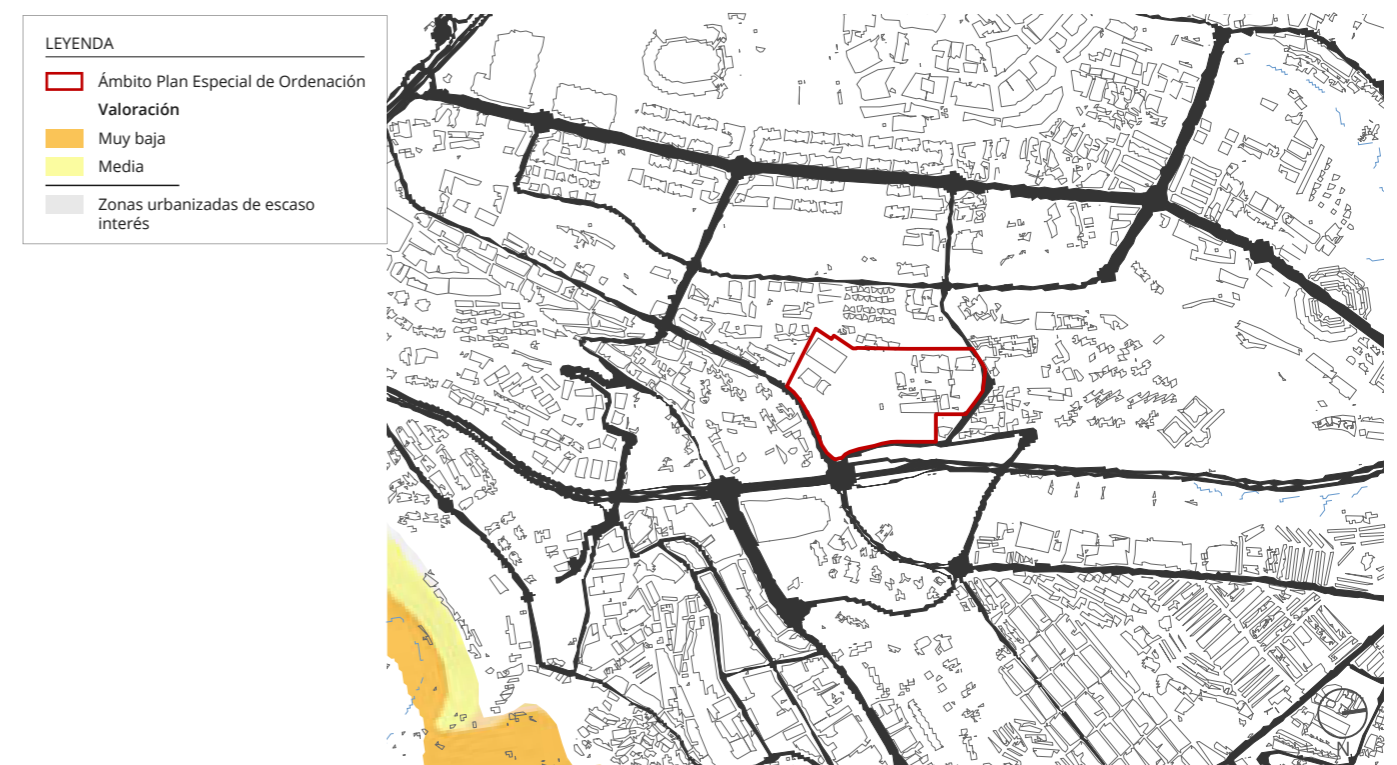 LEYENDA
Ámbito Plan Especial de Ordenación
Valoración
Muy baja
Media
Zonas urbanizadas de escaso
interés
N